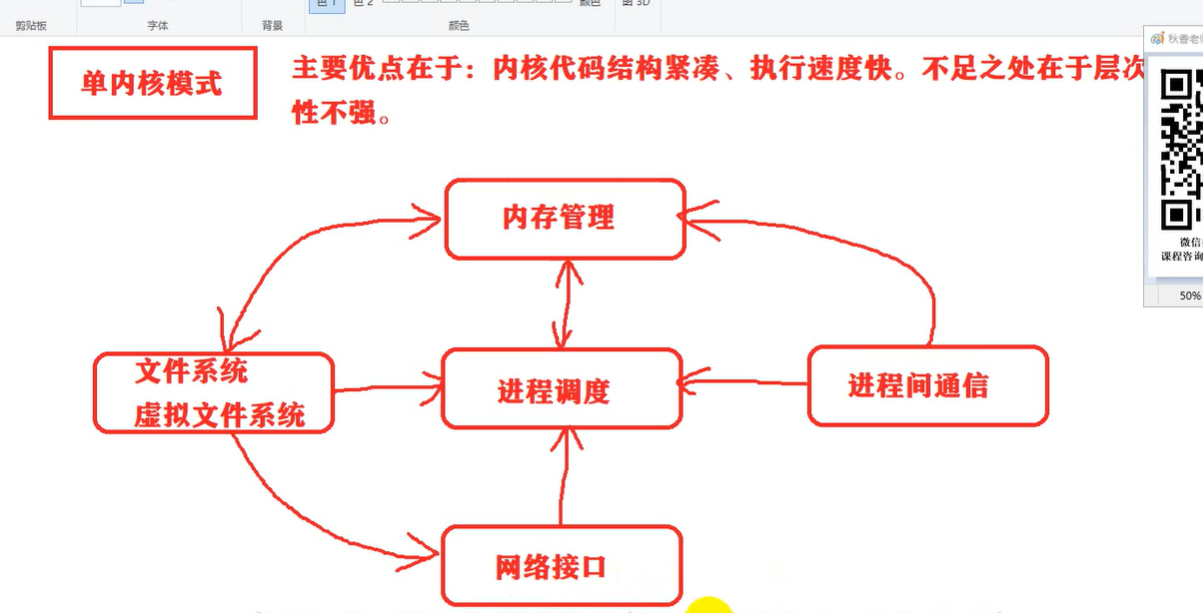 剪贴板
字体
背景
颜色
单内核模式
主要优点在于：内核代码结构紧凑、执行速度快。不足之处在于层次
性不强。
秋香老
内存管理
微信
课程咨询
50%
文件系统
虚拟文件系统
进程调度
进程间通信
网络接口